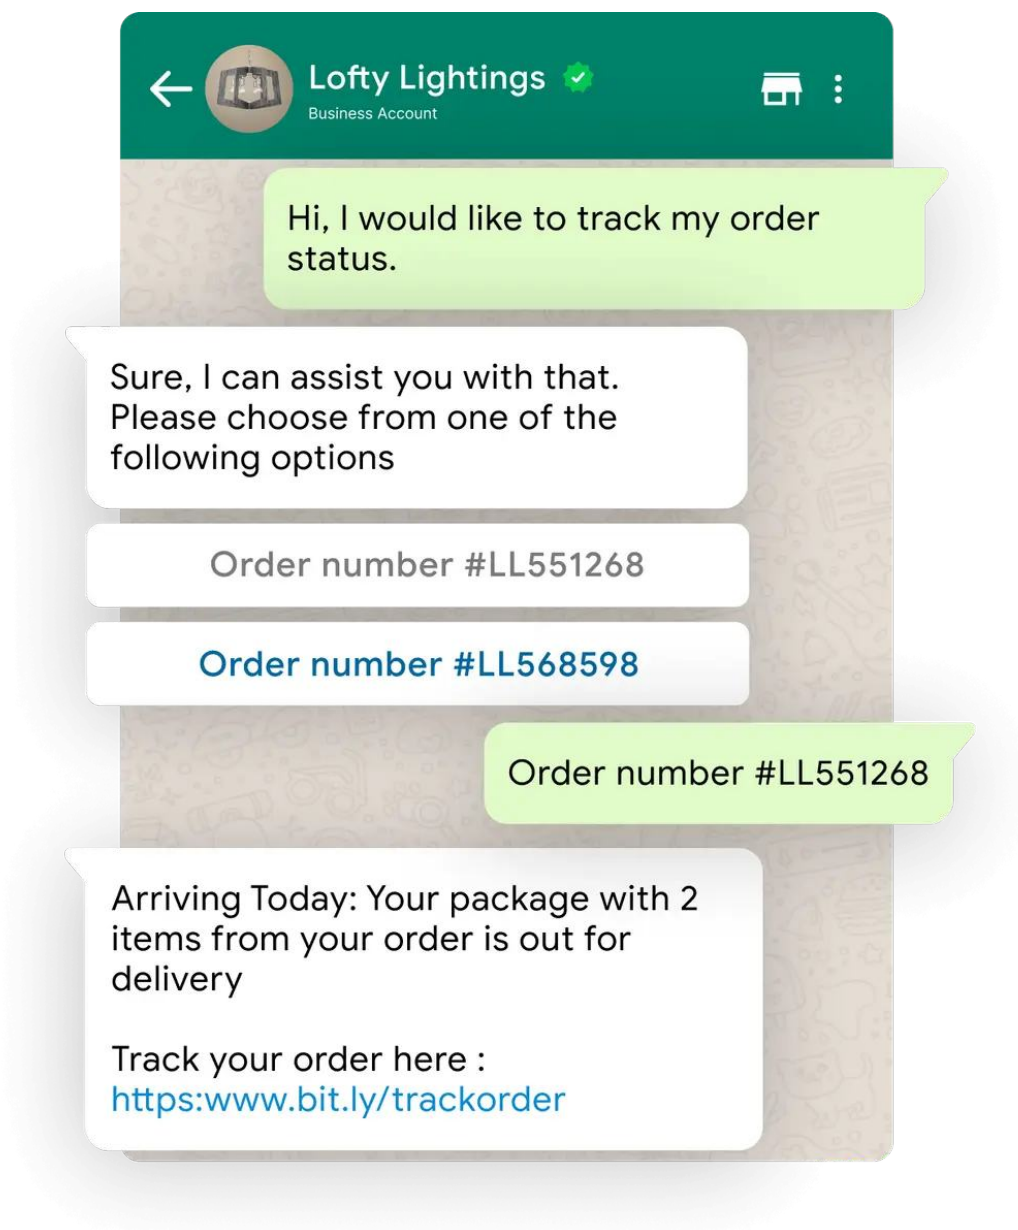 Lofty Lightings
Business Account
Hi, I would like to track my order
status.
Sure, I can assist you with that.
Please choose from one of the
following options
Order number #LL551268
Order number #LL568598
Order number #LL551268
Arriving Today: Your package with 2
items from your order is out for
delivery
Track your order here :
https:www.bit.ly/trackorder